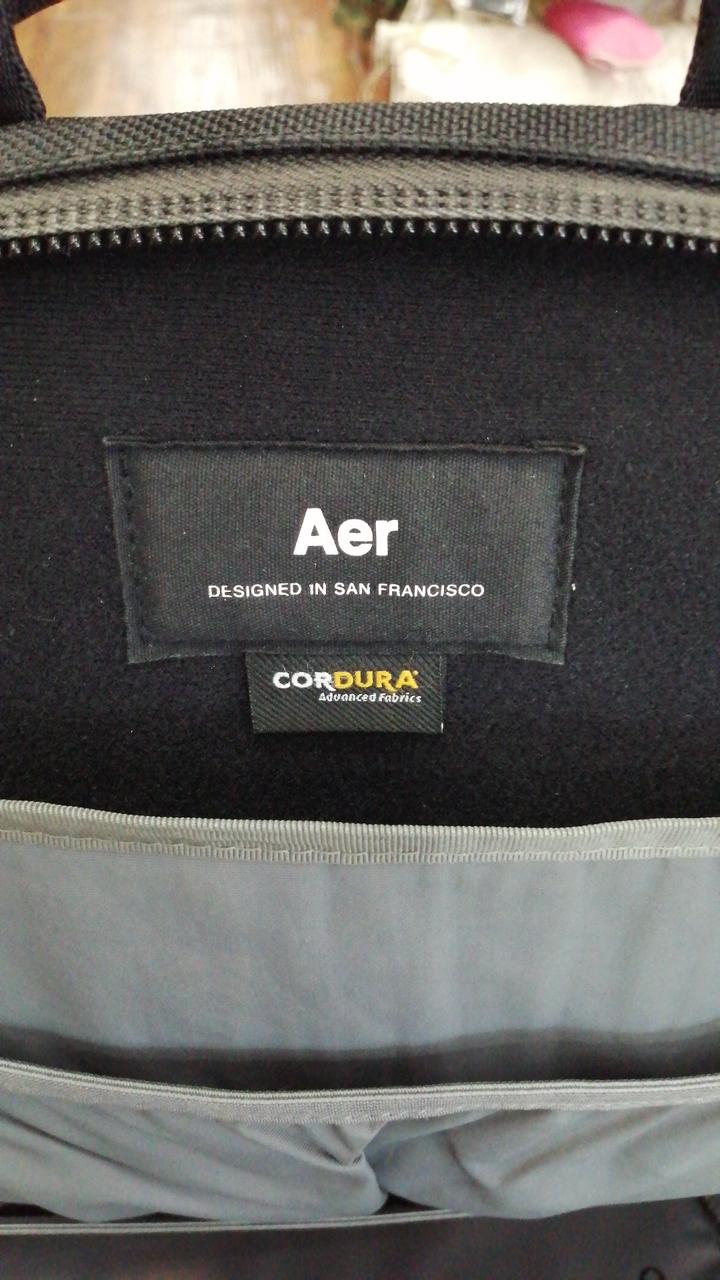 Aer
DESIGNED IN SAN FRANCISCO
CORDURA
Advanced Fabrics